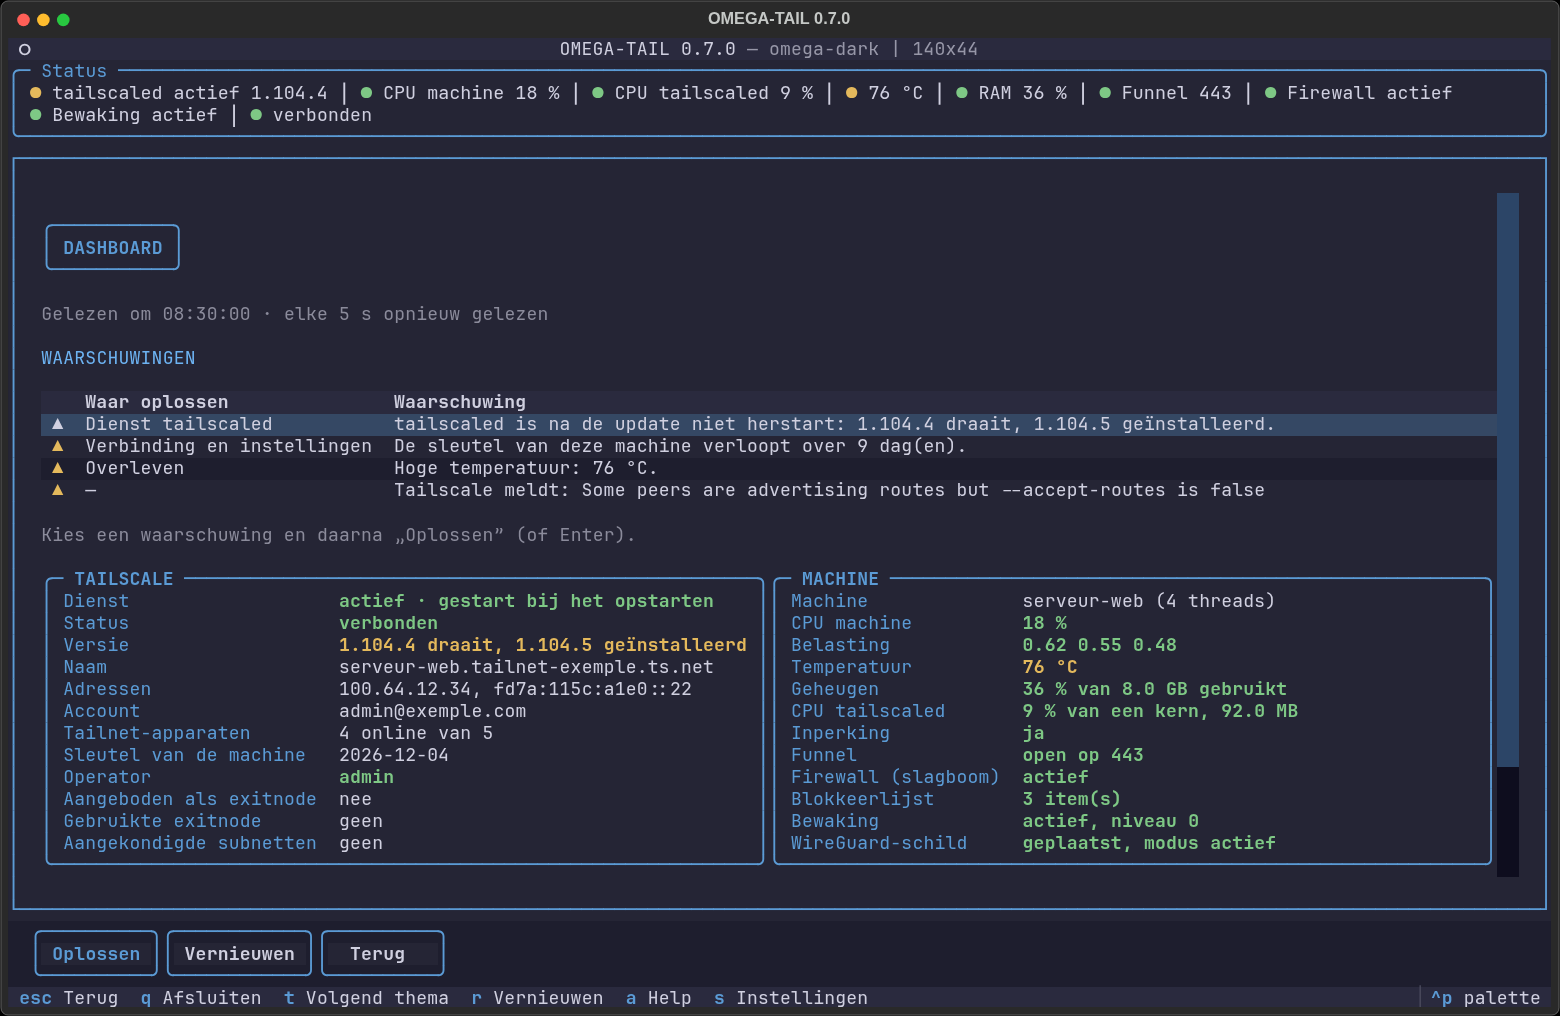 OMEGA-TAIL 0.7.0
OMEGA-TAIL 0.7.0 — omega-dark | 140x44
Status
● tailscaled actief 1.104.4 │ ● CPU machine 18 % │ ● CPU tailscaled 9 % │ ● 76 °C │ ● RAM 36 % │ ● Funnel 443 │ ● Firewall actief
● Bewaking actief │ ● verbonden
DASHBOARD
Gelezen om 08:30:00 · elke 5 s opnieuw gelezen
WAARSCHUWINGEN
Waar oplossen Waarschuwing
▲ Dienst tailscaled tailscaled is na de update niet herstart: 1.104.4 draait, 1.104.5 geïnstalleerd.
▲ Verbinding en instellingen De sleutel van deze machine verloopt over 9 dag(en).
▲ Overleven Hoge temperatuur: 76 °C.
▲ — Tailscale meldt: Some peers are advertising routes but --accept-routes is false
Kies een waarschuwing en daarna „Oplossen” (of Enter).
TAILSCALE
Dienst actief · gestart bij het opstarten
Status verbonden
Versie 1.104.4 draait, 1.104.5 geïnstalleerd
Naam serveur-web.tailnet-exemple.ts.net
Adressen 100.64.12.34, fd7a:115c:a1e0::22
Account admin@exemple.com
Tailnet-apparaten 4 online van 5
Sleutel van de machine 2026-12-04
Operator admin
Aangeboden als exitnode nee
Gebruikte exitnode geen
Aangekondigde subnetten geen
MACHINE
Machine serveur-web (4 threads)
CPU machine 18 %
Belasting 0.62 0.55 0.48
Temperatuur 76 °C
Geheugen 36 % van 8.0 GB gebruikt
CPU tailscaled 9 % van een kern, 92.0 MB
Inperking ja
Funnel open op 443
Firewall (slagboom) actief
Blokkeerlijst 3 item(s)
Bewaking actief, niveau 0
WireGuard-schild geplaatst, modus actief
Oplossen Vernieuwen Terug
esc Terug q Afsluiten t Volgend thema r Vernieuwen a Help s Instellingen ^p palette